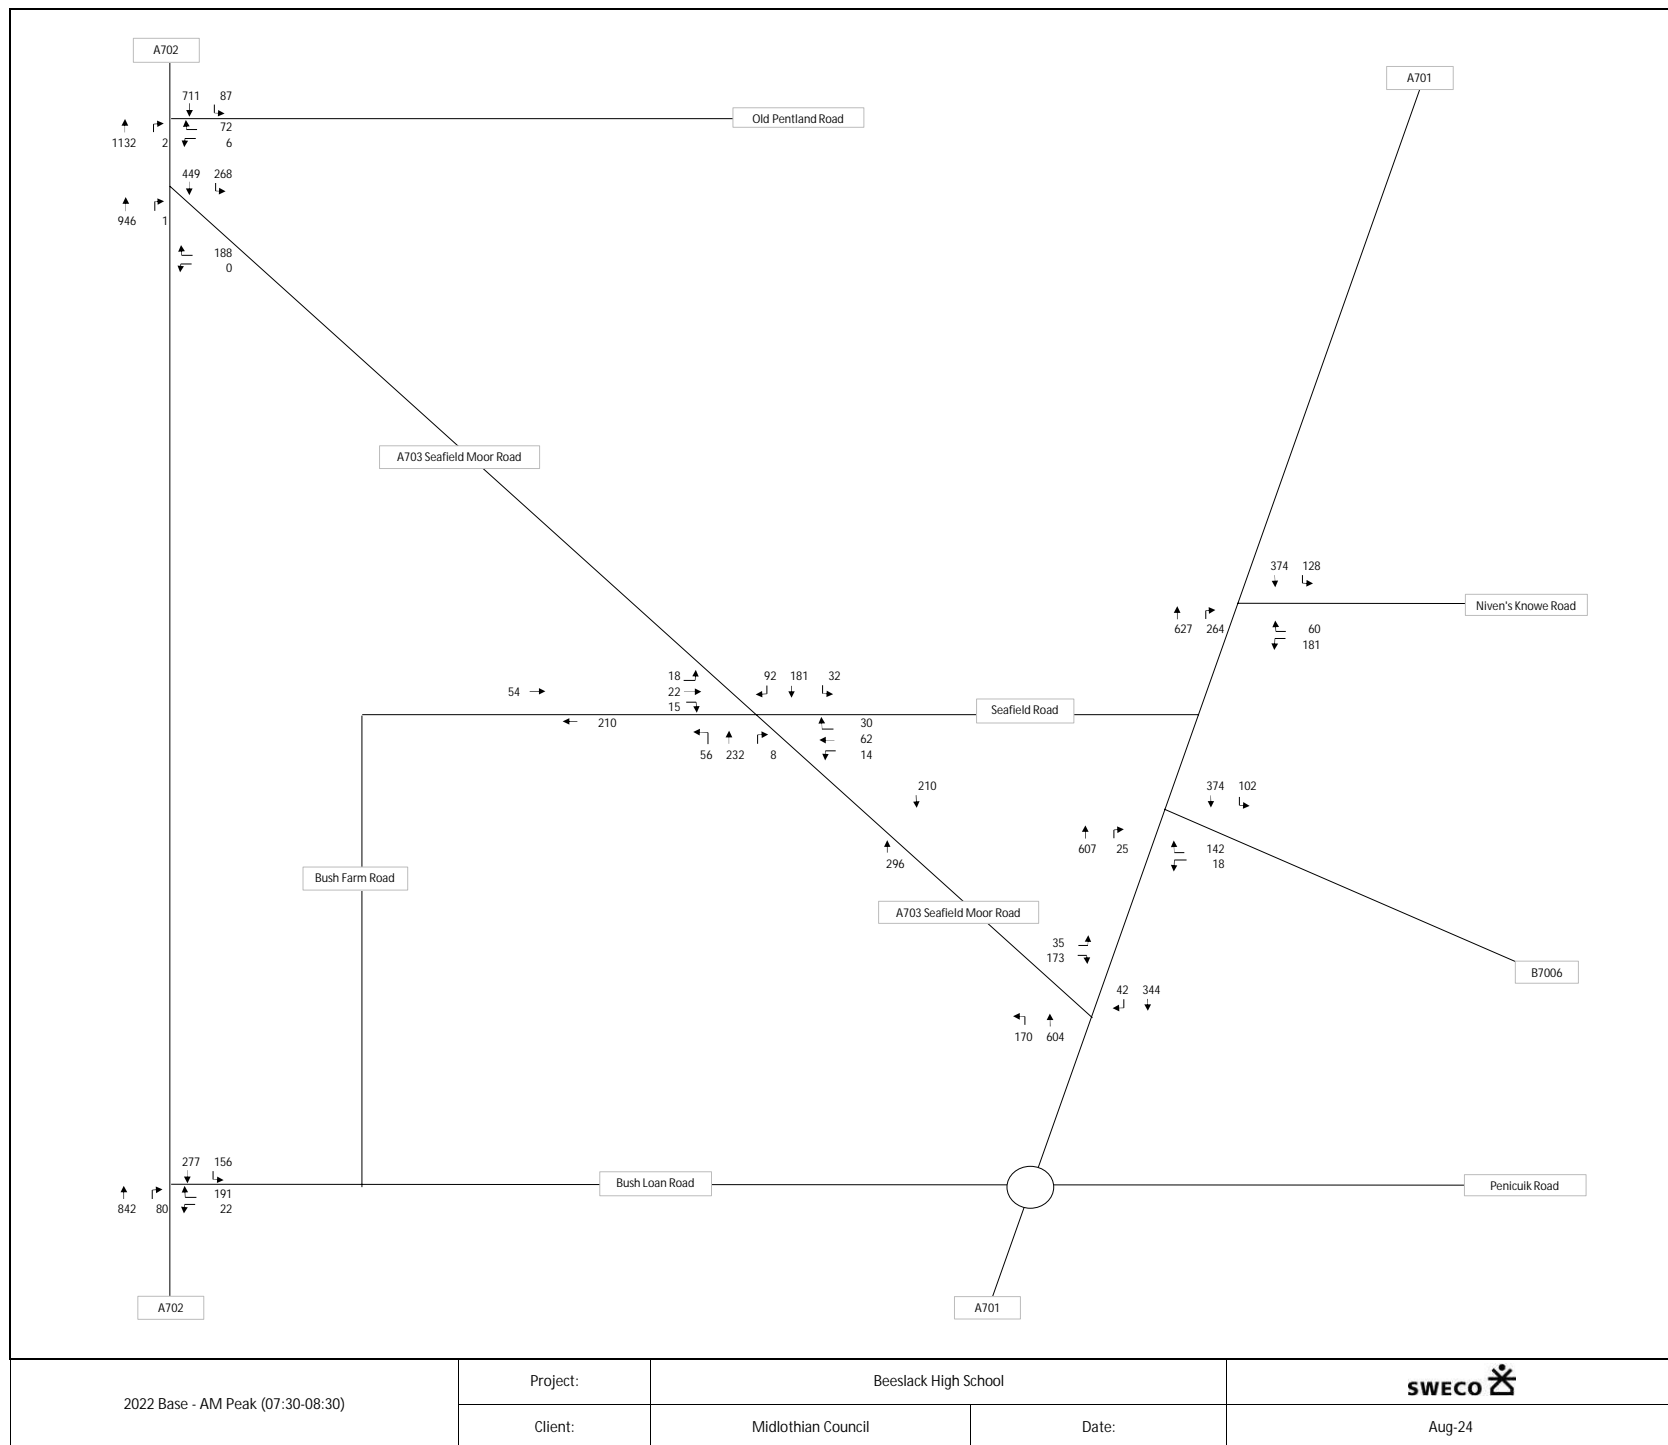 A702
A701
711 87
Old Pentland Road
72
1132 2 6
449 268
946 1
188
0
A703 Seafield Moor Road
374 128
Niven's Knowe Road
627 264 60
181
18 92 181 32
54 22
15
Seafield Road
210 30
62
56 232 8 14
210
374 102
607 25 142
296 18
Bush Farm Road
A703 Seafield Moor Road
35
173
B7006
42 344
170 604
277 156
Bush Loan Road
Penicuik Road
191
842 80 22
A702
A701
2022 Base - AM Peak (07:30-08:30)
Project: Beeslack High School
SWECO
Client: Midlothian Council Date: Aug-24